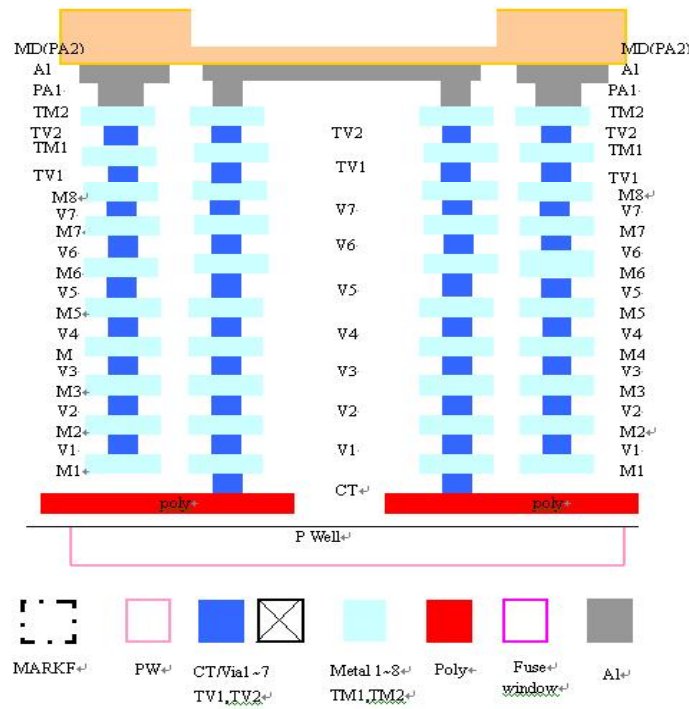 MD(PA2) MD(PA2)
Al Al
PA1 PA1
TM2 TM2
TV2 TV2 TV2
TM1 TM1
TV1 TV1 TV1
M8↵ M8↵
V7 V7 V7
M7 M7
V6 V6 V6
M6 M6
V5 V5 V5
M5 M5
V4 V4 V4
M M4
V3 V3 V3
M3 M3
V2 V2 V2
M2 M2↵
V1 V1 V1
M1 M1
CT↵
poly poly
P Well↵
MARKF↵ PW↵ CT/Via1~7 Metal 1~8↵ Poly↵ Fuse Al↵
TV1,TV2 TM1,TM2 window↵